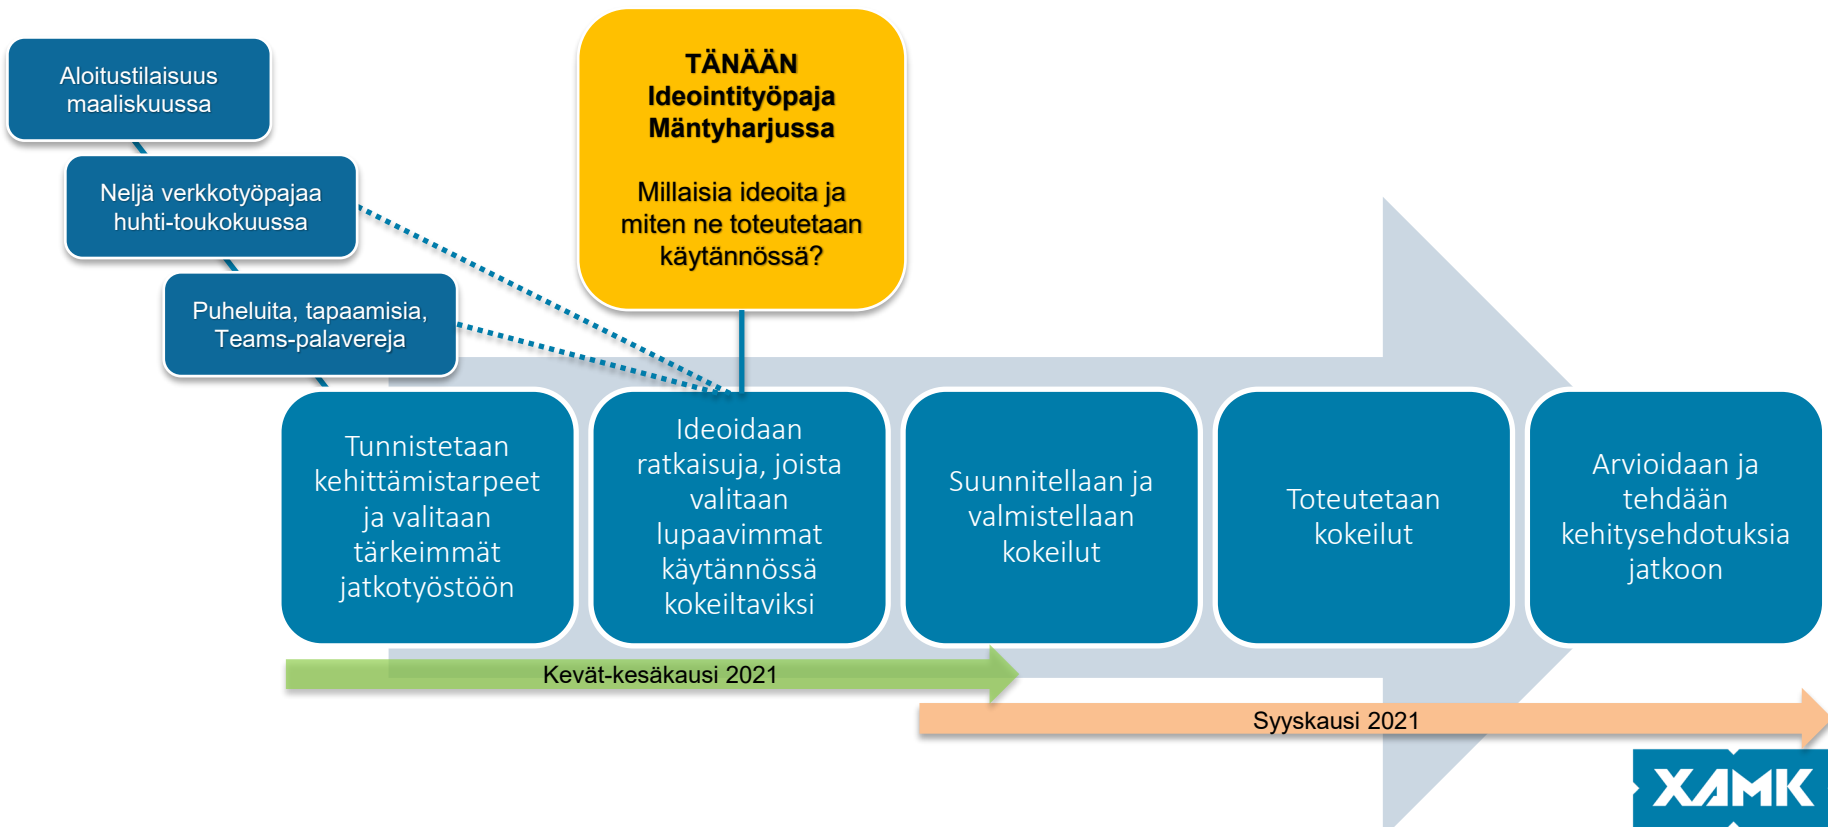 Aloitustilaisuus
maaliskuussa
Neljä verkkotyöpajaa
huhti-toukokuussa
Puheluita, tapaamisia,
Teams-palavereja
TÄNÄÄN
Ideointityöpaja
Mäntyharjussa
Millaisia ideoita ja
miten ne toteutetaan
käytännössä?
Tunnistetaan
kehittämistarpeet
ja valitaan
tärkeimmät
jatkotyöstöön
Ideoidaan
ratkaisuja, joista
valitaan
lupaavimmat
käytännössä
kokeiltaviksi
Suunnitellaan ja
valmistellaan
kokeilut
Toteutetaan
kokeilut
Arvioidaan ja
tehdään
kehitysehdotuksia
jatkoon
Kevät-kesäkausi 2021
Syyskausi 2021
XAMK